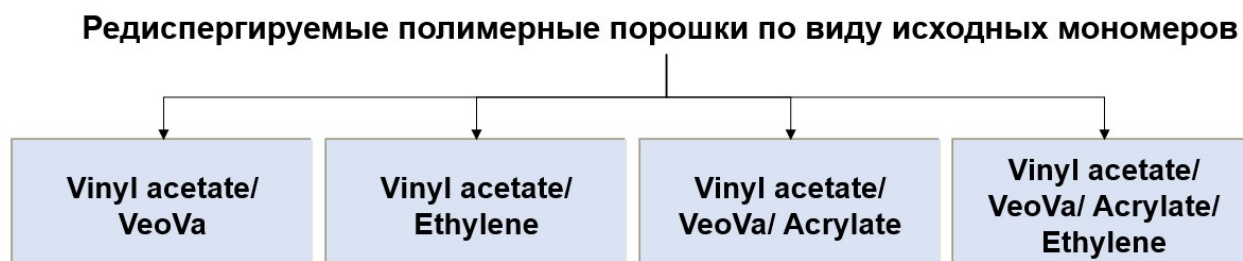 Редиспергируемые полимерные порошки по виду исходных мономеров
Vinyl acetate/
VeoVa
Vinyl acetate/
Ethylene
Vinyl acetate/
VeoVa/ Acrylate
Vinyl acetate/
VeoVa/ Acrylate/
Ethylene